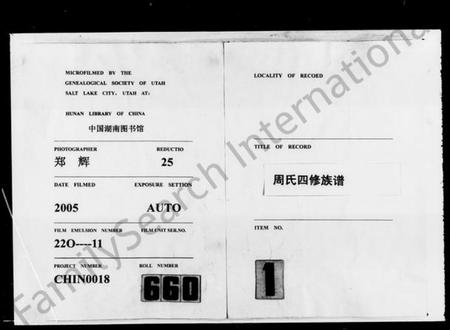 MICROFILMED BY THE
GENEALOGICAL SOCIETY OF UTAH
SALT LAKE CITY, UTAH AT:
HUNAN LIBRARY OF CHINA
中国湖南图书馆
PHOTOGRAPHER REDUCTIO
郑 辉 25
DATE FILMED EXPOSURE SETTION
2005 AUTO
FILM EMULSION NUMBER FILM UNIT SER.NO.
22O----11
PROJECT NUMBER ROLL NUMBER
CHIN0018 660
LOCALITY OF RECOED
TITLE OF RECORD
周氏四修族谱
ITEM NO.
1
FamilySearch International